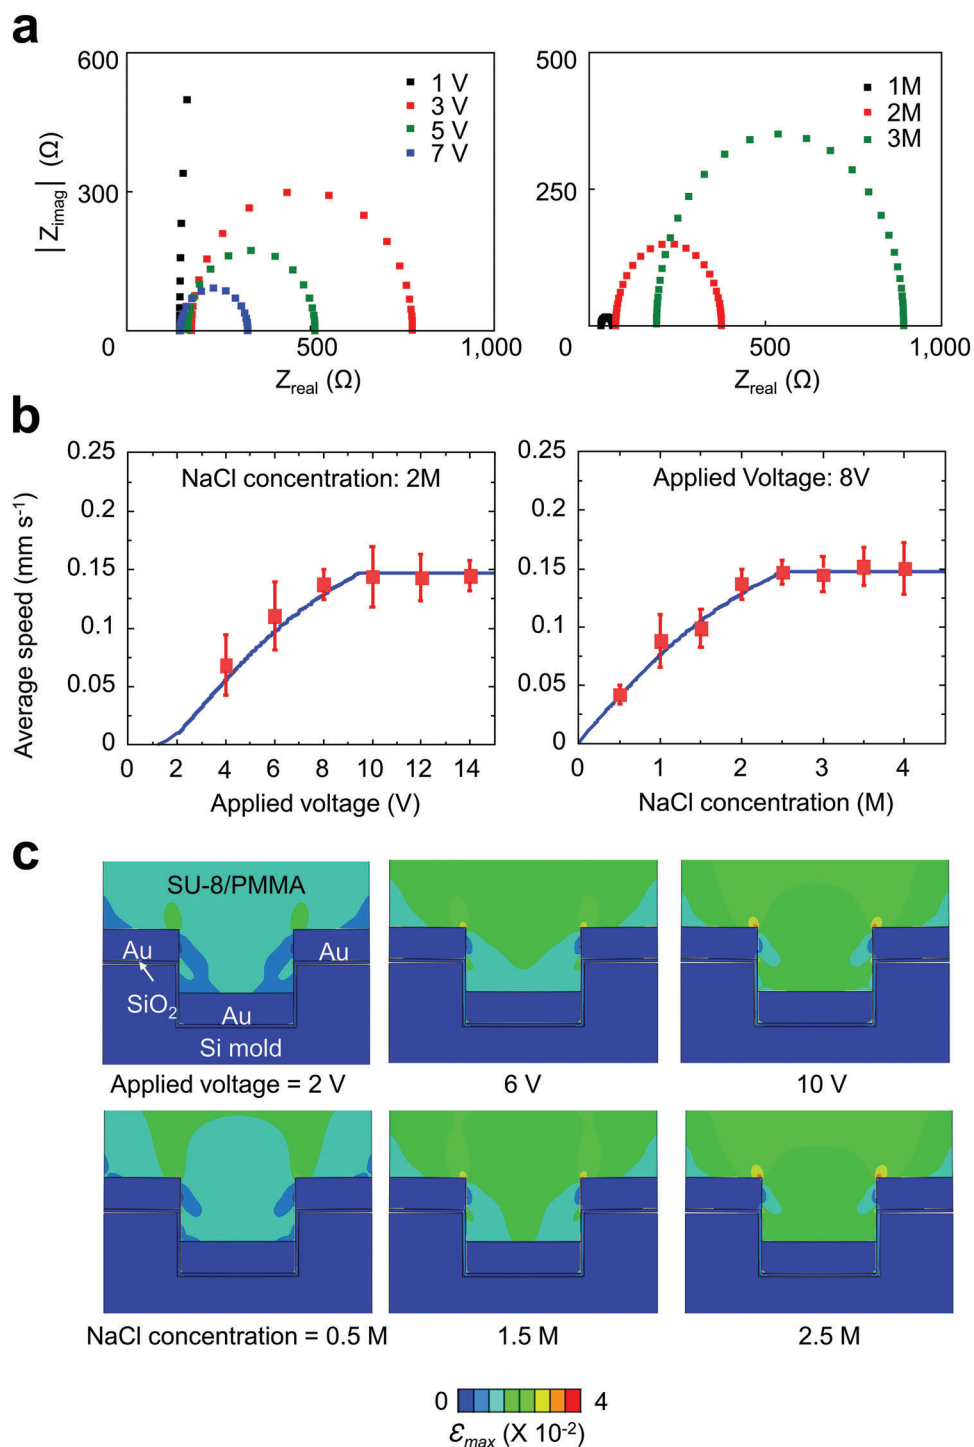 a
600
300
0
500
1,000
|Zimag| (Ω)
Zreal (Ω)
1 V
3 V
5 V
7 V
500
250
0
500
1,000
Zreal (Ω)
1M
2M
3M
b
Average speed (mm s-1)
0.25
0.2
0.15
0.1
0.05
0
NaCl concentration: 2M
0 2 4 6 8 10 12 14
Applied voltage (V)
0.25
0.2
0.15
0.1
0.05
0
Applied Voltage: 8V
0 1 2 3 4
NaCl concentration (M)
c
SU-8/PMMA
Au
Au
SiO2
Au
Si mold
Applied voltage = 2 V
6 V
10 V
NaCl concentration = 0.5 M
1.5 M
2.5 M
0 4
Ɛmax (X 10-2)